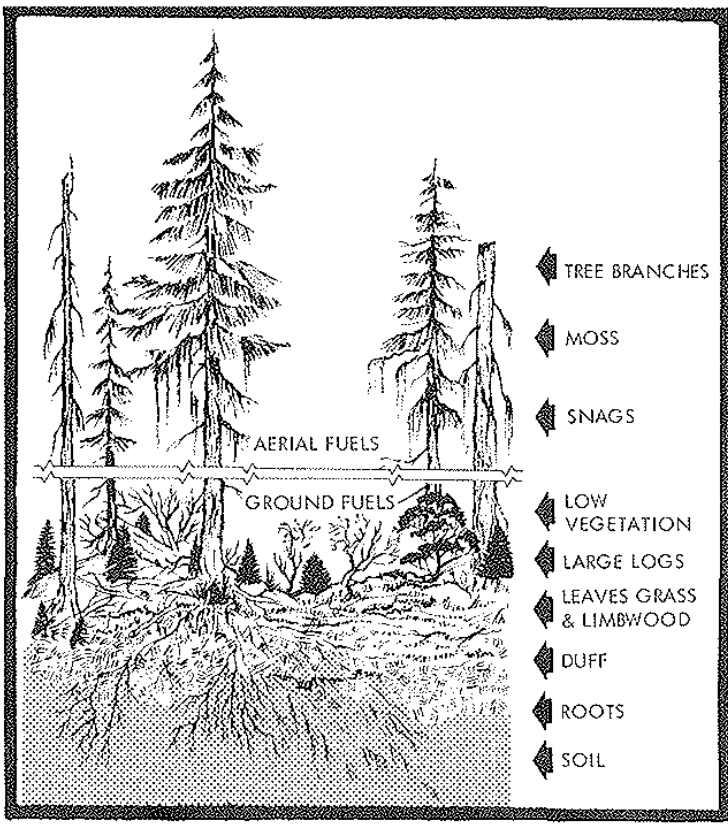 TREE BRANCHES
MOSS
SNAGS
AERIAL FUELS
GROUND FUELS
LOW
VEGETATION
LARGE LOGS
LEAVES GRASS
& LIMBWOOD
DUFF
ROOTS
SOIL